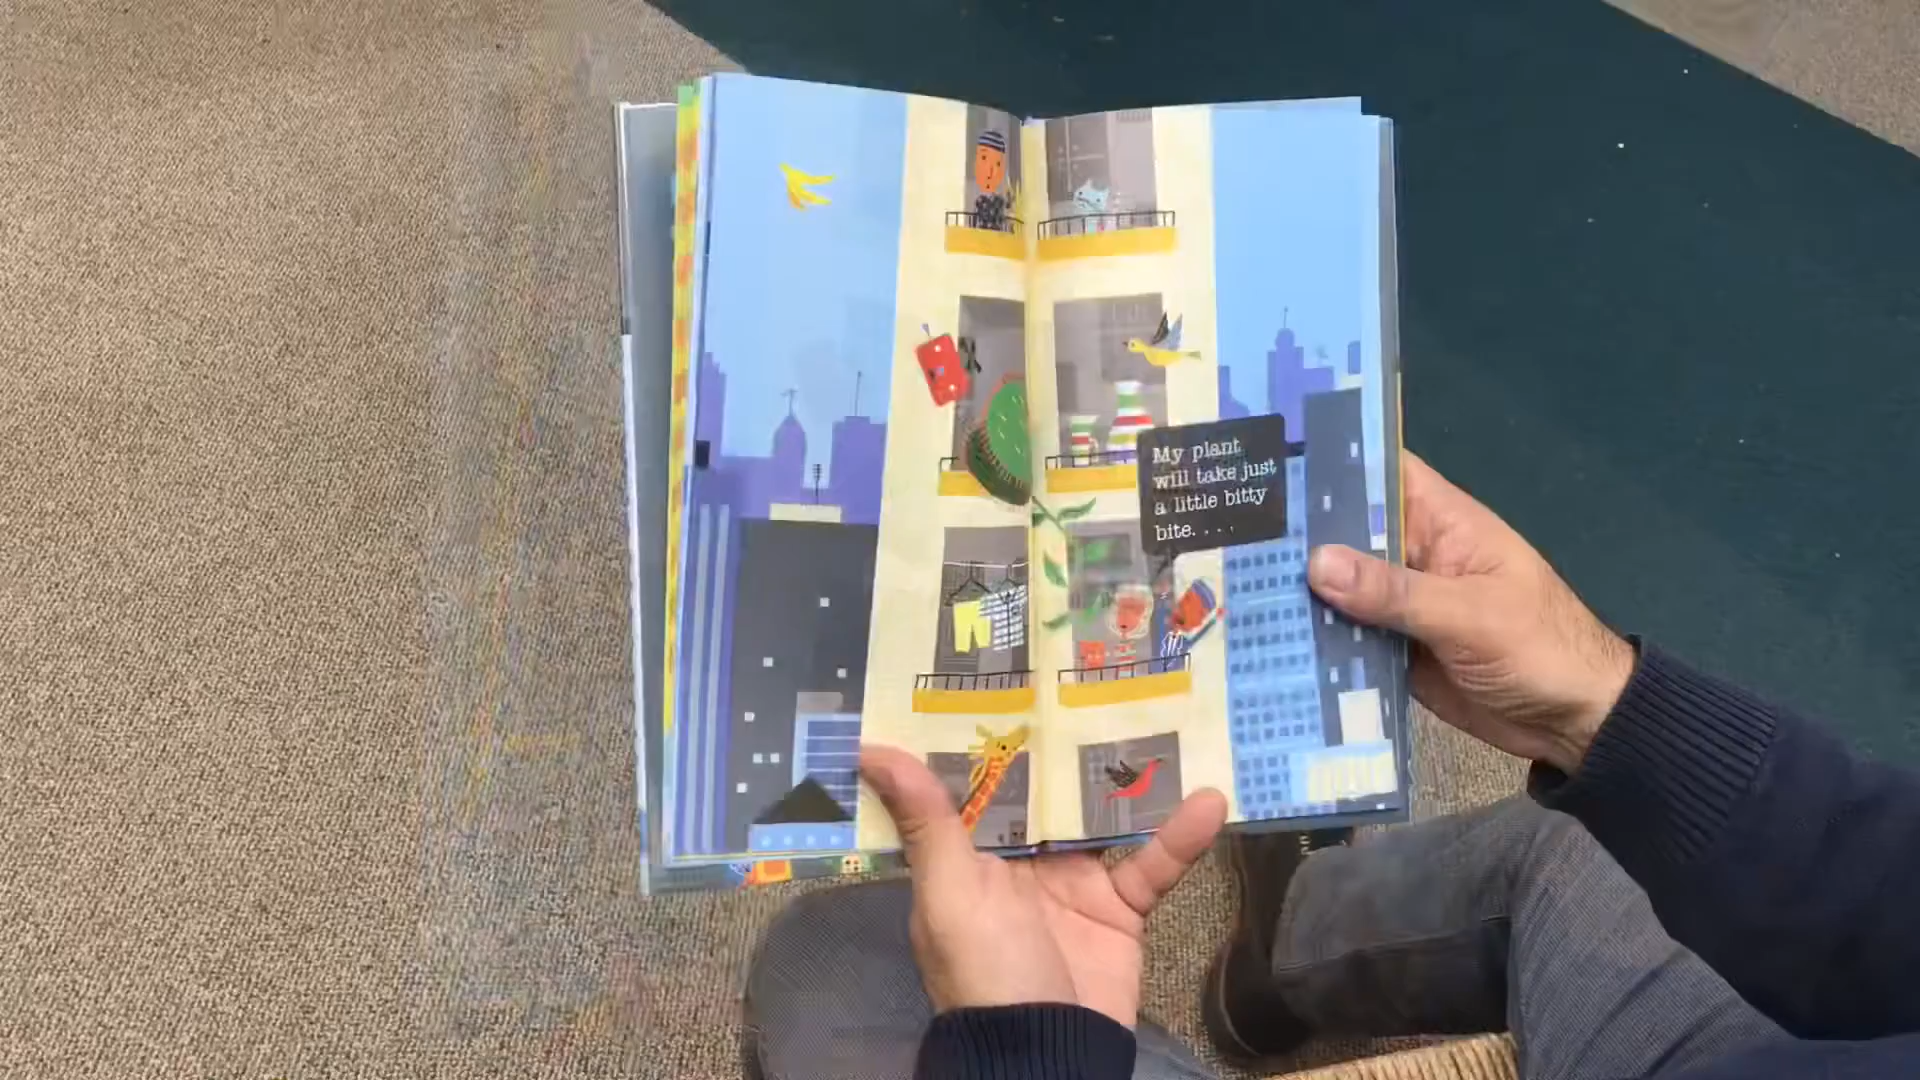 My plant
will take just
a little bitty
bite. . . .